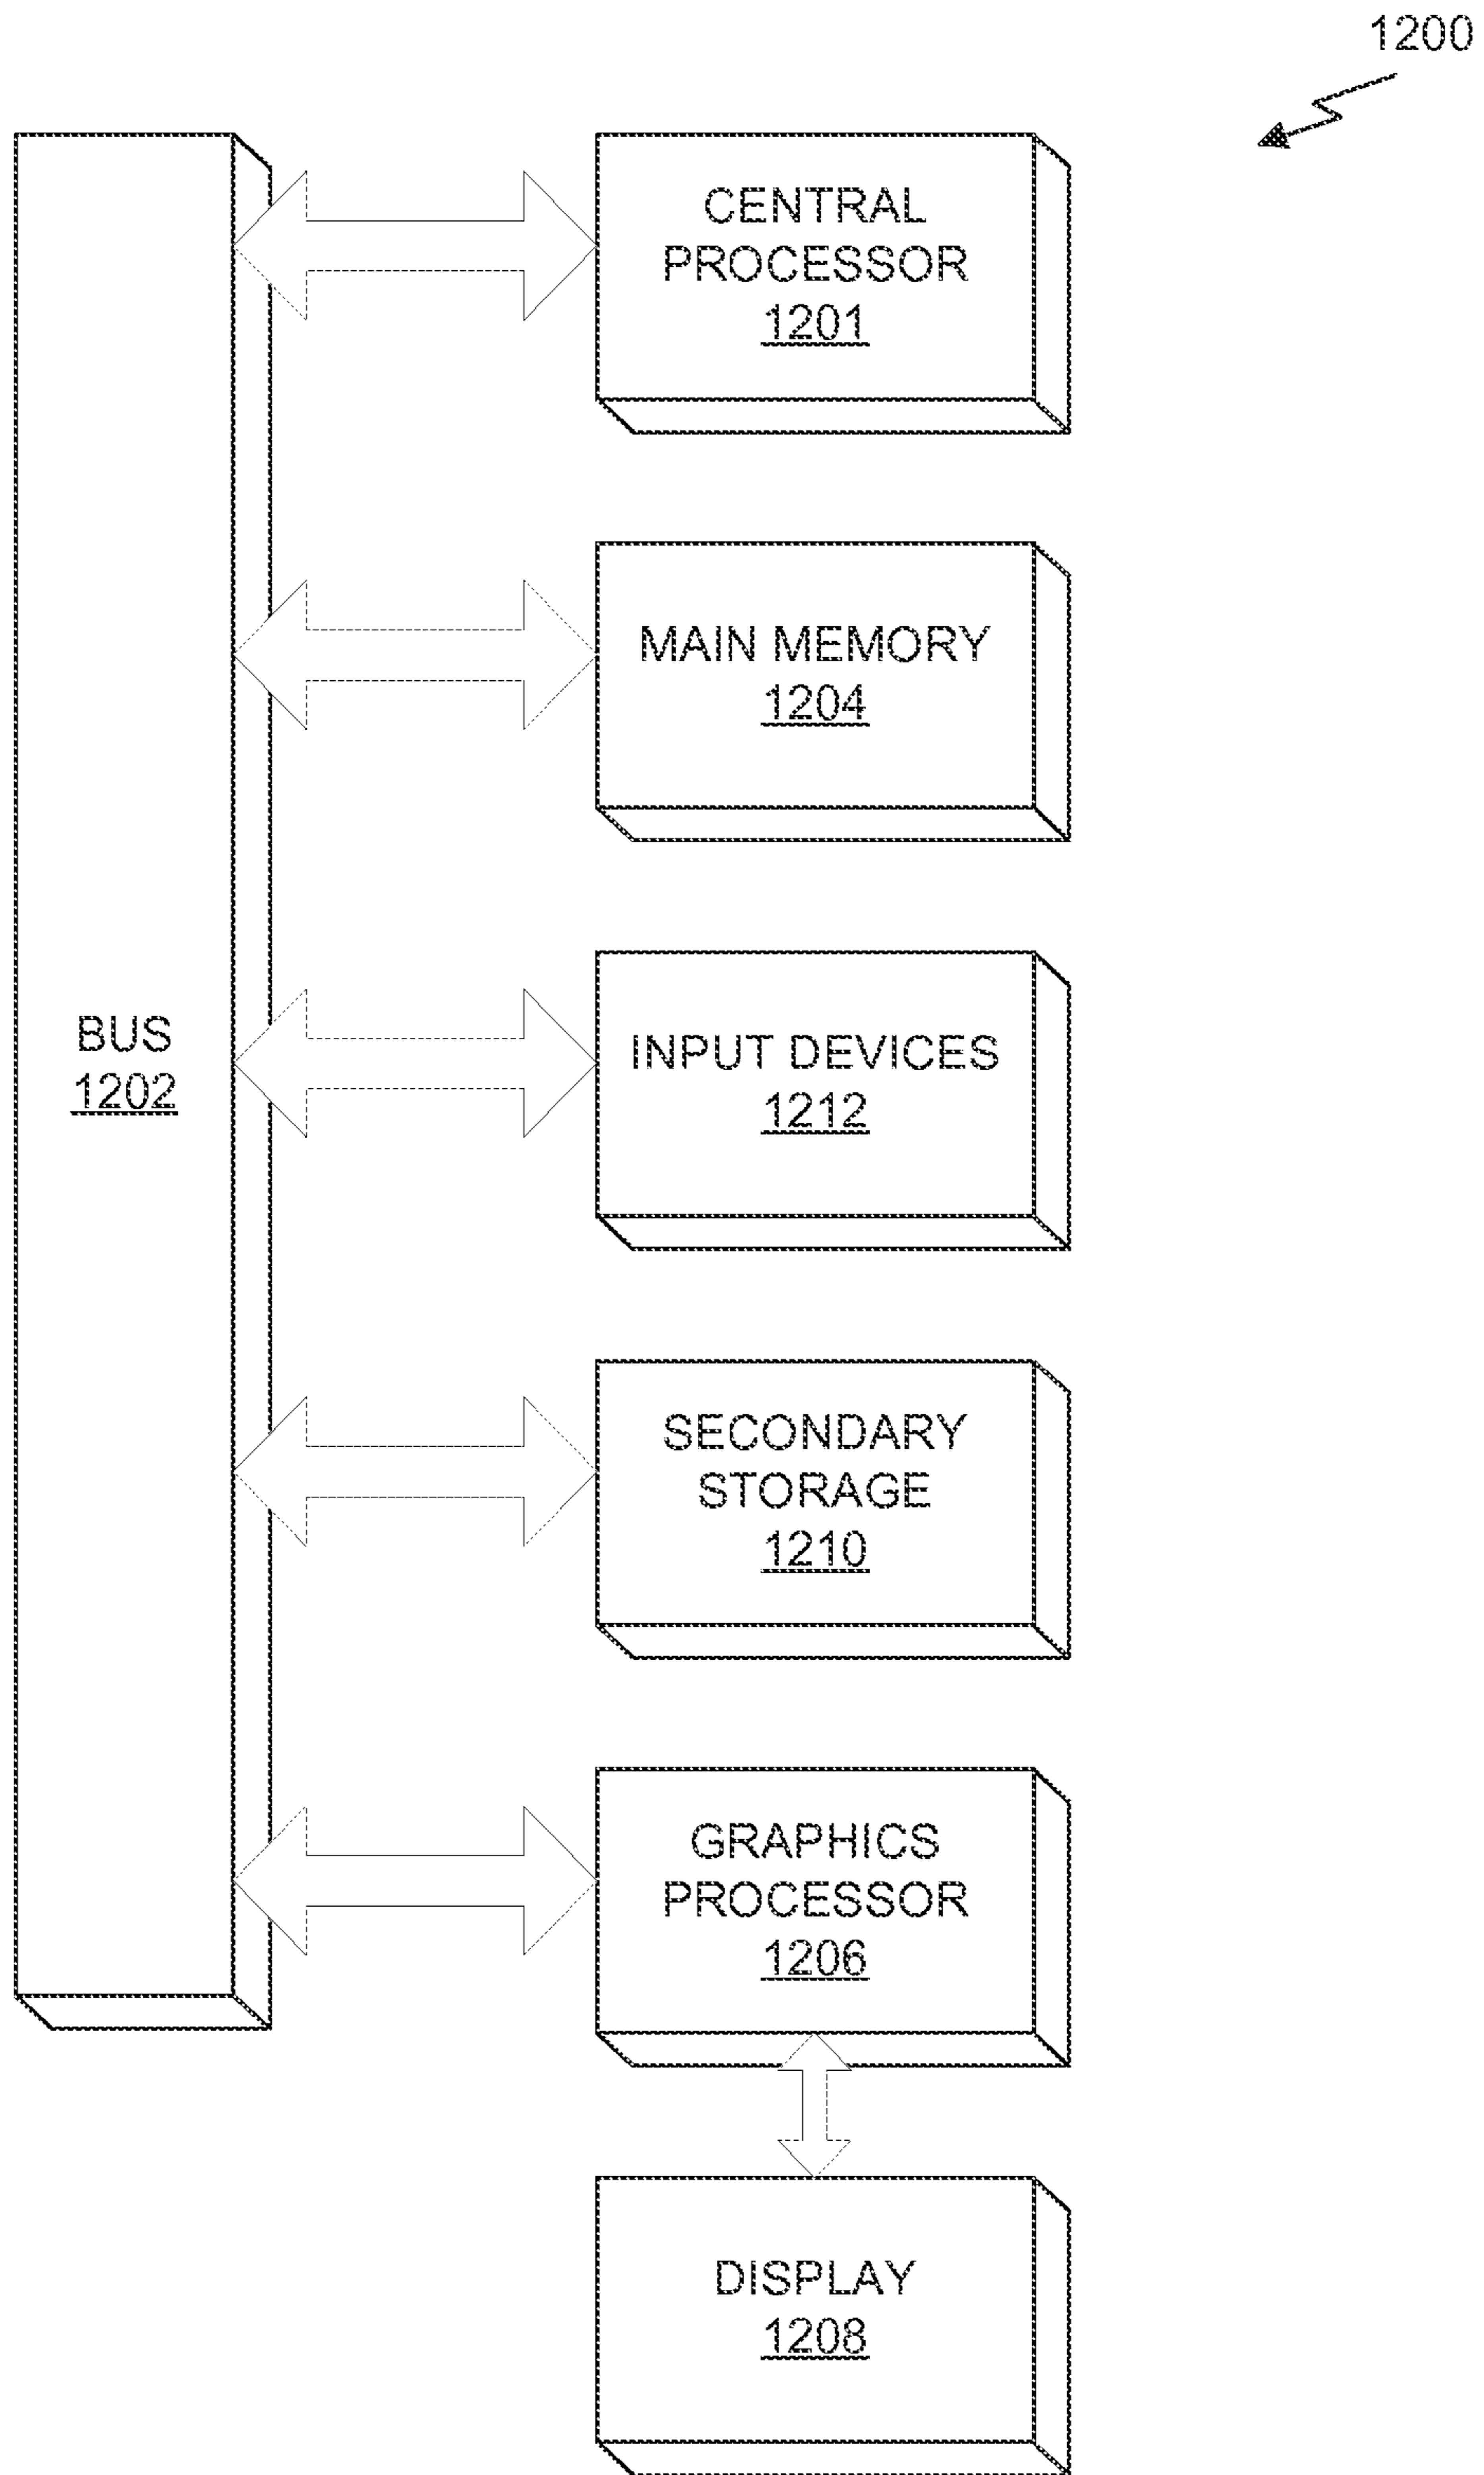 1200
CENTRAL
PROCESSOR
1201
MAIN MEMORY
1204
BUS
1202
INPUT DEVICES
1212
SECONDARY
STORAGE
1210
GRAPHICS
PROCESSOR
1206
DISPLAY
1208